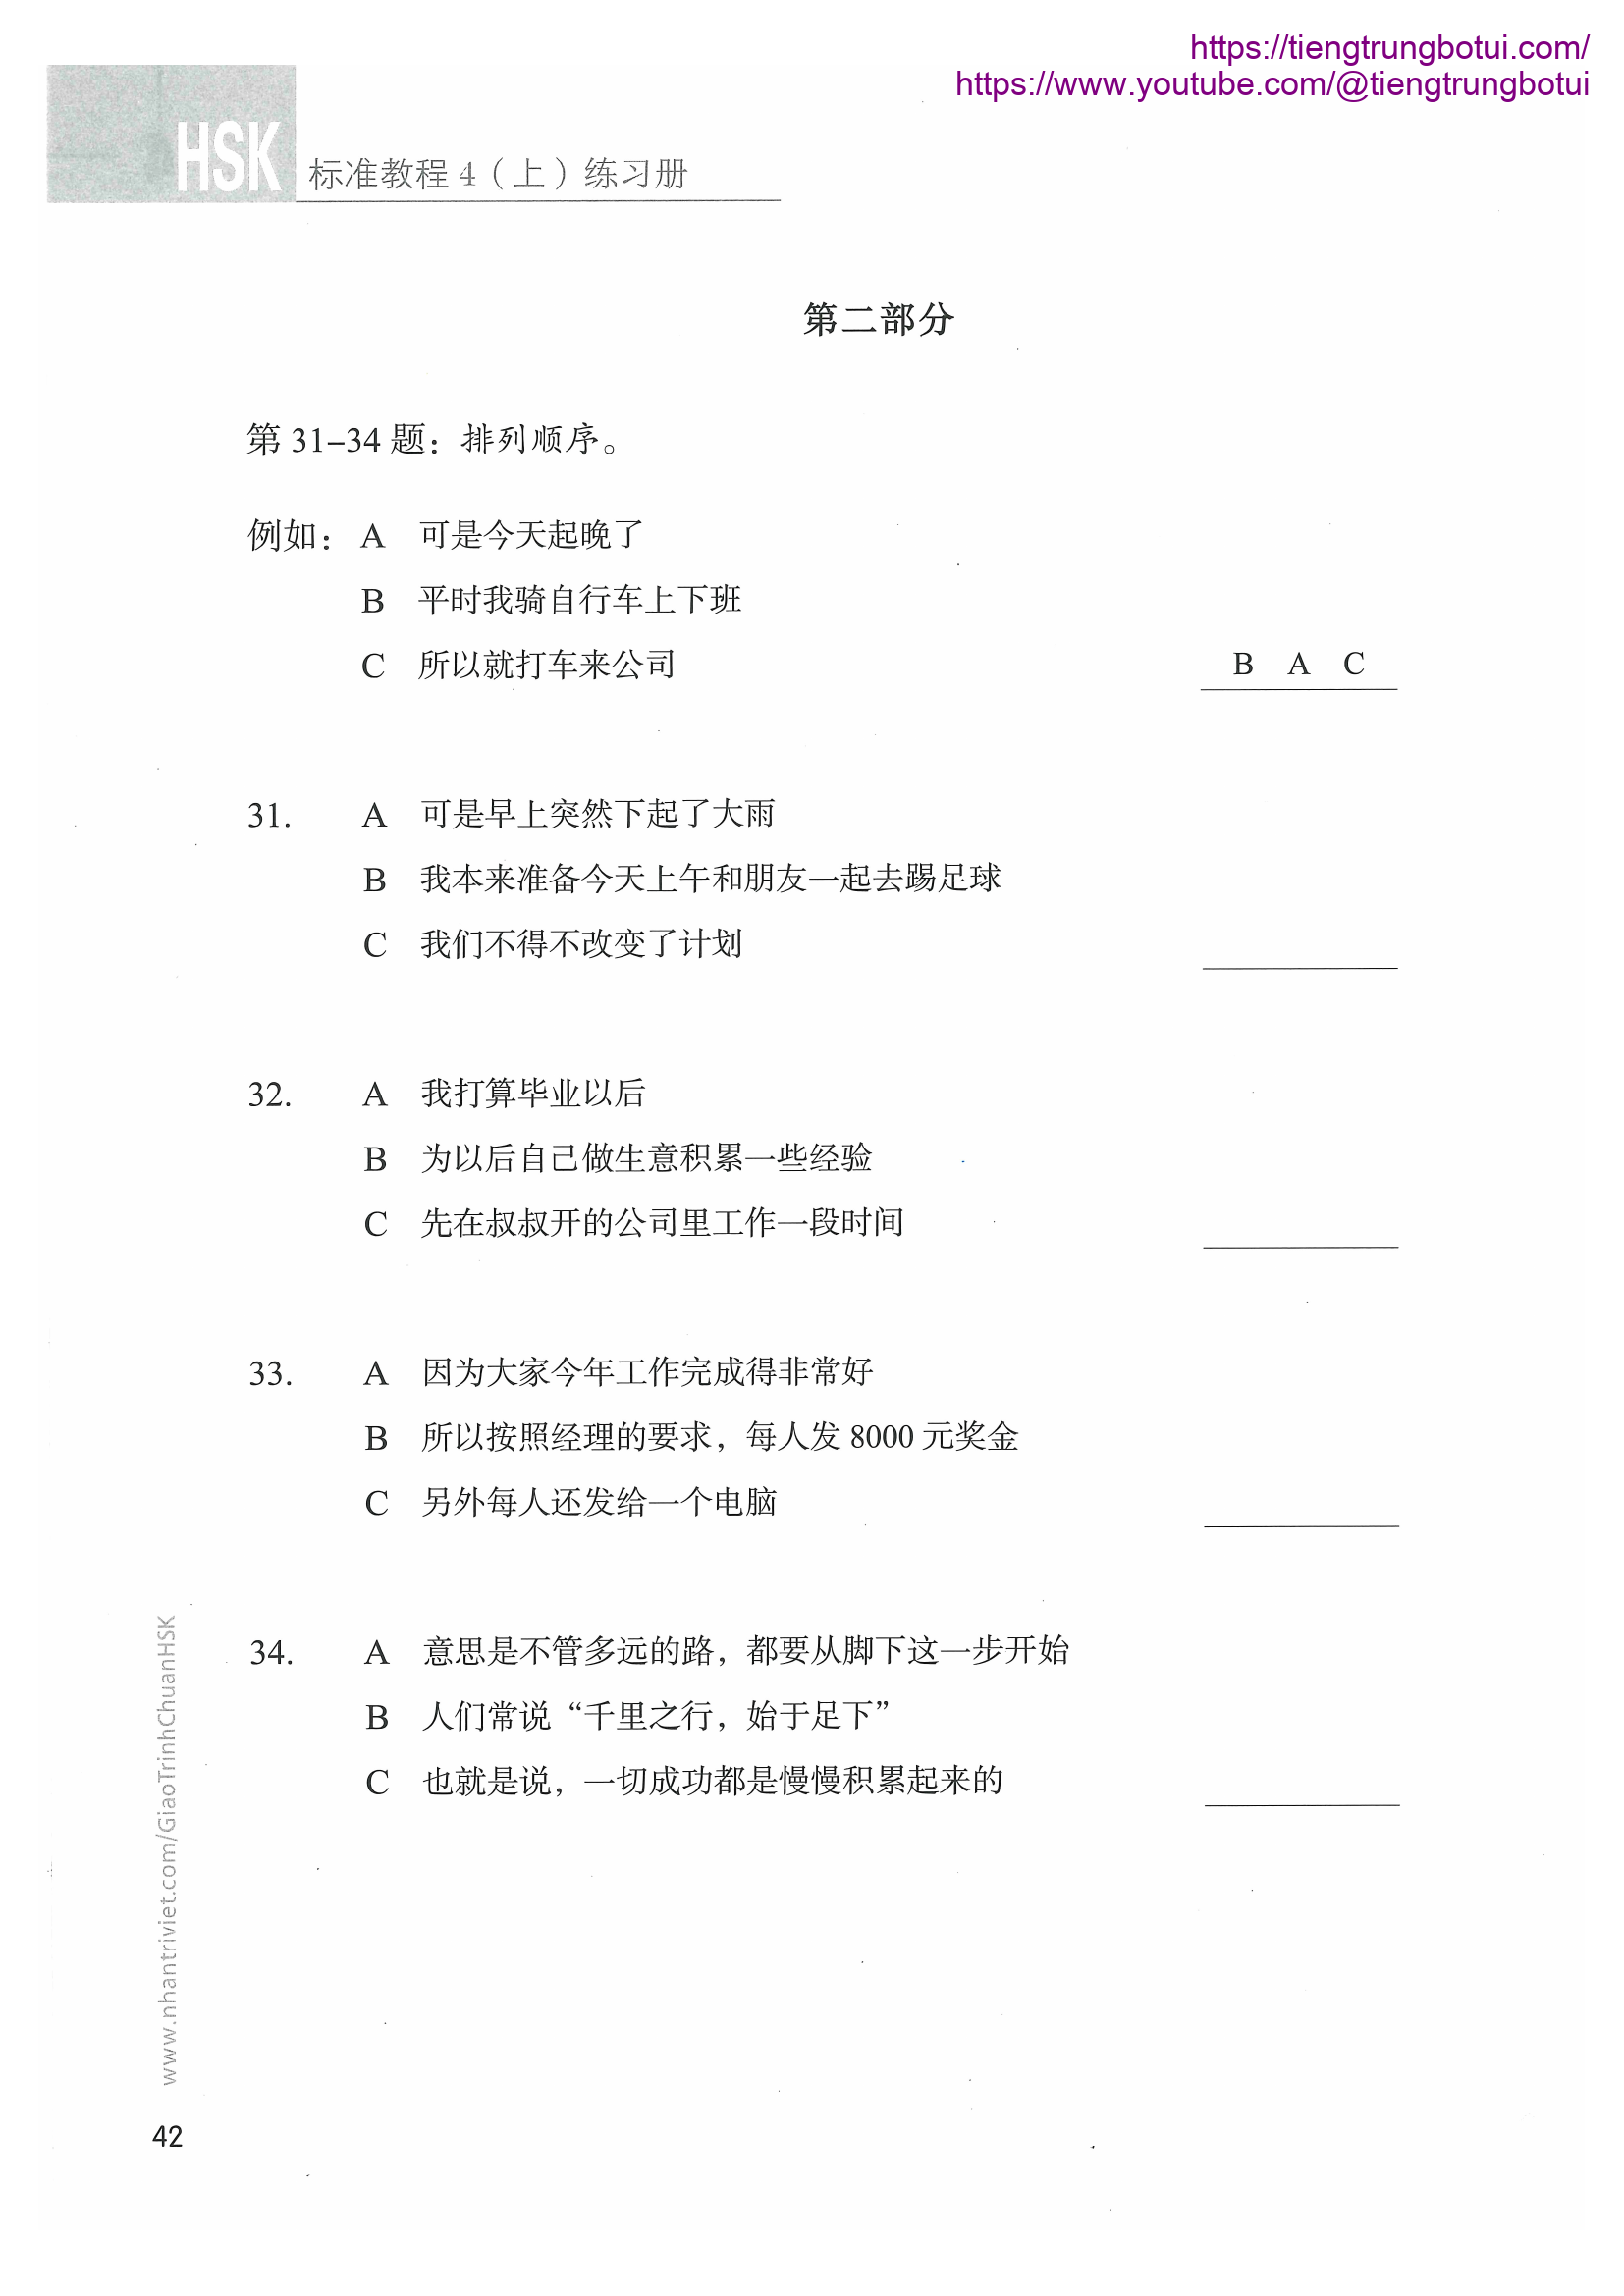 https://tiengtrungbotui.com/
https://www.youtube.com/@tiengtrungbotui
HSK 标准教程4（上）练习册
第二部分
第 31–34 题：排列顺序。
例如： A 可是今天起晚了
B 平时我骑自行车上下班
C 所以就打车来公司 B A C
31. A 可是早上突然下起了大雨
B 我本来准备今天上午和朋友一起去踢足球
C 我们不得不改变了计划
32. A 我打算毕业以后
B 为以后自己做生意积累一些经验
C 先在叔叔开的公司里工作一段时间
33. A 因为大家今年工作完成得非常好
B 所以按照经理的要求，每人发 8000 元奖金
C 另外每人还发给一个电脑
34. A 意思是不管多远的路，都要从脚下这一步开始
B 人们常说“千里之行，始于足下”
C 也就是说，一切成功都是慢慢积累起来的
www.nhantriviet.com/GiaoTrinhChuanHSK
42